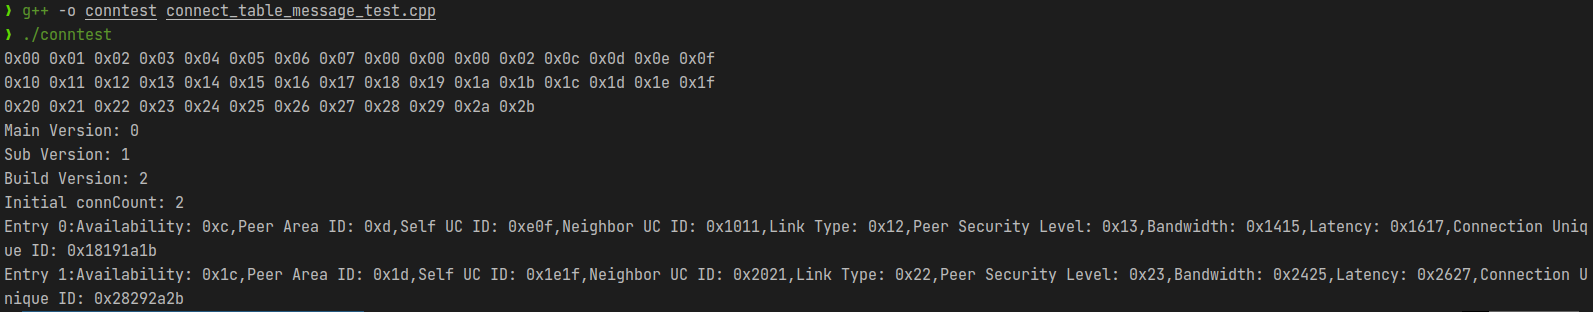 ❯ g++ -o conntest connect_table_message_test.cpp
❯ ./conntest
0x00 0x01 0x02 0x03 0x04 0x05 0x06 0x07 0x00 0x00 0x00 0x02 0x0c 0x0d 0x0e 0x0f
0x10 0x11 0x12 0x13 0x14 0x15 0x16 0x17 0x18 0x19 0x1a 0x1b 0x1c 0x1d 0x1e 0x1f
0x20 0x21 0x22 0x23 0x24 0x25 0x26 0x27 0x28 0x29 0x2a 0x2b
Main Version: 0
Sub Version: 1
Build Version: 2
Initial connCount: 2
Entry 0:Availability: 0xc,Peer Area ID: 0xd,Self UC ID: 0xe0f,Neighbor UC ID: 0x1011,Link Type: 0x12,Peer Security Level: 0x13,Bandwidth: 0x1415,Latency: 0x1617,Connection Uniq
ue ID: 0x18191a1b
Entry 1:Availability: 0x1c,Peer Area ID: 0x1d,Self UC ID: 0x1e1f,Neighbor UC ID: 0x2021,Link Type: 0x22,Peer Security Level: 0x23,Bandwidth: 0x2425,Latency: 0x2627,Connection U
nique ID: 0x28292a2b